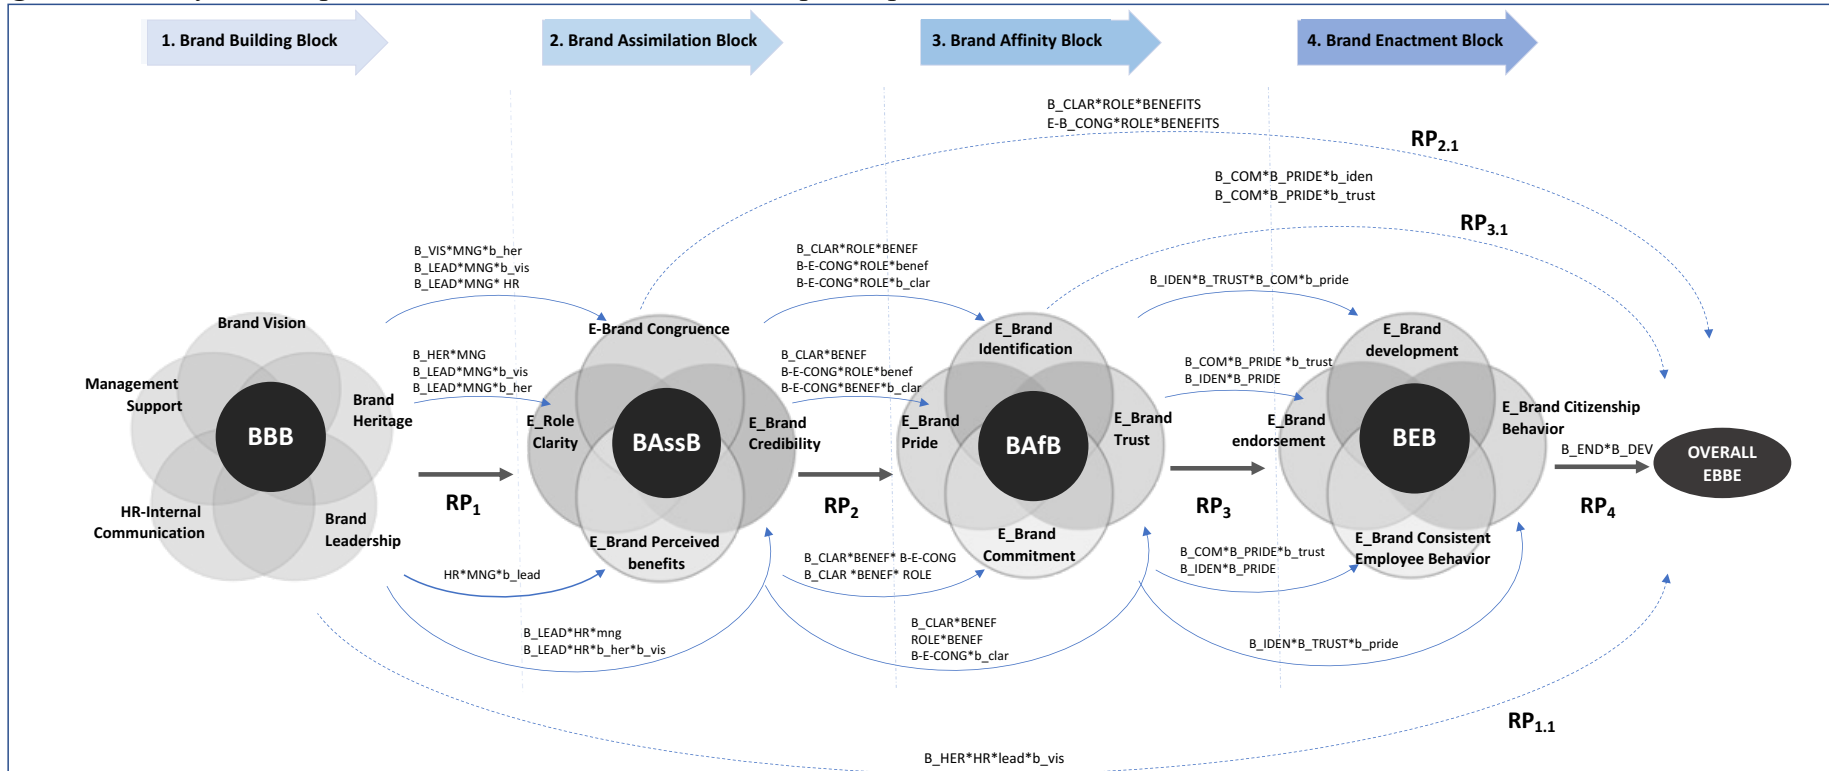 1. Brand Building Block
2. Brand Assimilation Block
3. Brand Affinity Block
4. Brand Enactment Block
B_CLAR*ROLE*BENEFITS
E-B_CONG*ROLE*BENEFITS
RP2.1
B_COM*B_PRIDE*b_iden
B_COM*B_PRIDE*b_trust
RP3.1
B_VIS*MNG*b_her
B_LEAD*MNG*b_vis
B_LEAD*MNG* HR
B_CLAR*ROLE*BENEF
B-E-CONG*ROLE*benef
B-E-CONG*ROLE*b_clar
B_IDEN*B_TRUST*B_COM*b_pride
Brand Vision
Management
Support
Brand
Heritage
BBB
HR-Internal
Communication
Brand
Leadership
B_HER*MNG
B_LEAD*MNG*b_vis
B_LEAD*MNG*b_her
RP1
HR*MNG*b_lead
B_LEAD*HR*mng
B_LEAD*HR*b_her*b_vis
E-Brand Congruence
E_Role
Clarity
BAssB
E_Brand
Credibility
E_Brand Perceived
benefits
B_CLAR*BENEF
B-E-CONG*ROLE*benef
B-E-CONG*BENEF*b_clar
RP2
B_CLAR*BENEF* B-E-CONG
B_CLAR *BENEF* ROLE
B_CLAR*BENEF
ROLE*BENEF
B-E-CONG*b_clar
E_Brand
Identification
E_Brand
Pride
BAfB
E_Brand
Trust
E_Brand
Commitment
B_COM*B_PRIDE *b_trust
B_IDEN*B_PRIDE
RP3
B_COM*B_PRIDE*b_trust
B_IDEN*B_PRIDE
B_IDEN*B_TRUST*b_pride
E_Brand
development
E_Brand
endorsement
BEB
E_Brand Citizenship
Behavior
E_Brand Consistent
Employee Behavior
B_END*B_DEV
RP4
OVERALL
EBBE
RP1.1
B_HER*HR*lead*b_vis